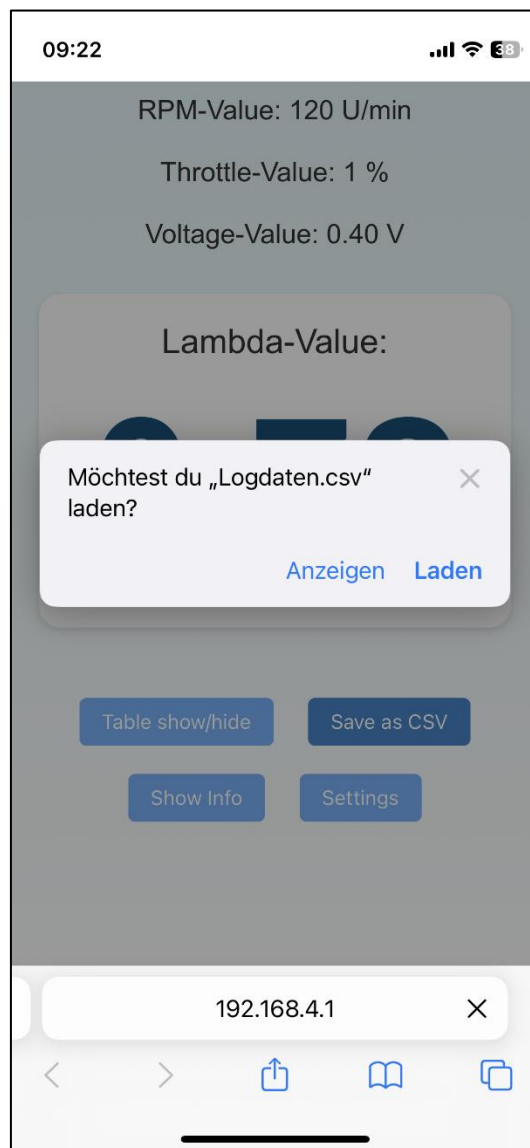 09:22
38
RPM-Value: 120 U/min
Throttle-Value: 1 %
Voltage-Value: 0.40 V
Lambda-Value:
Möchtest du „Logdaten.csv“
laden?
Anzeigen Laden
Table show/hide Save as CSV
Show Info Settings
192.168.4.1